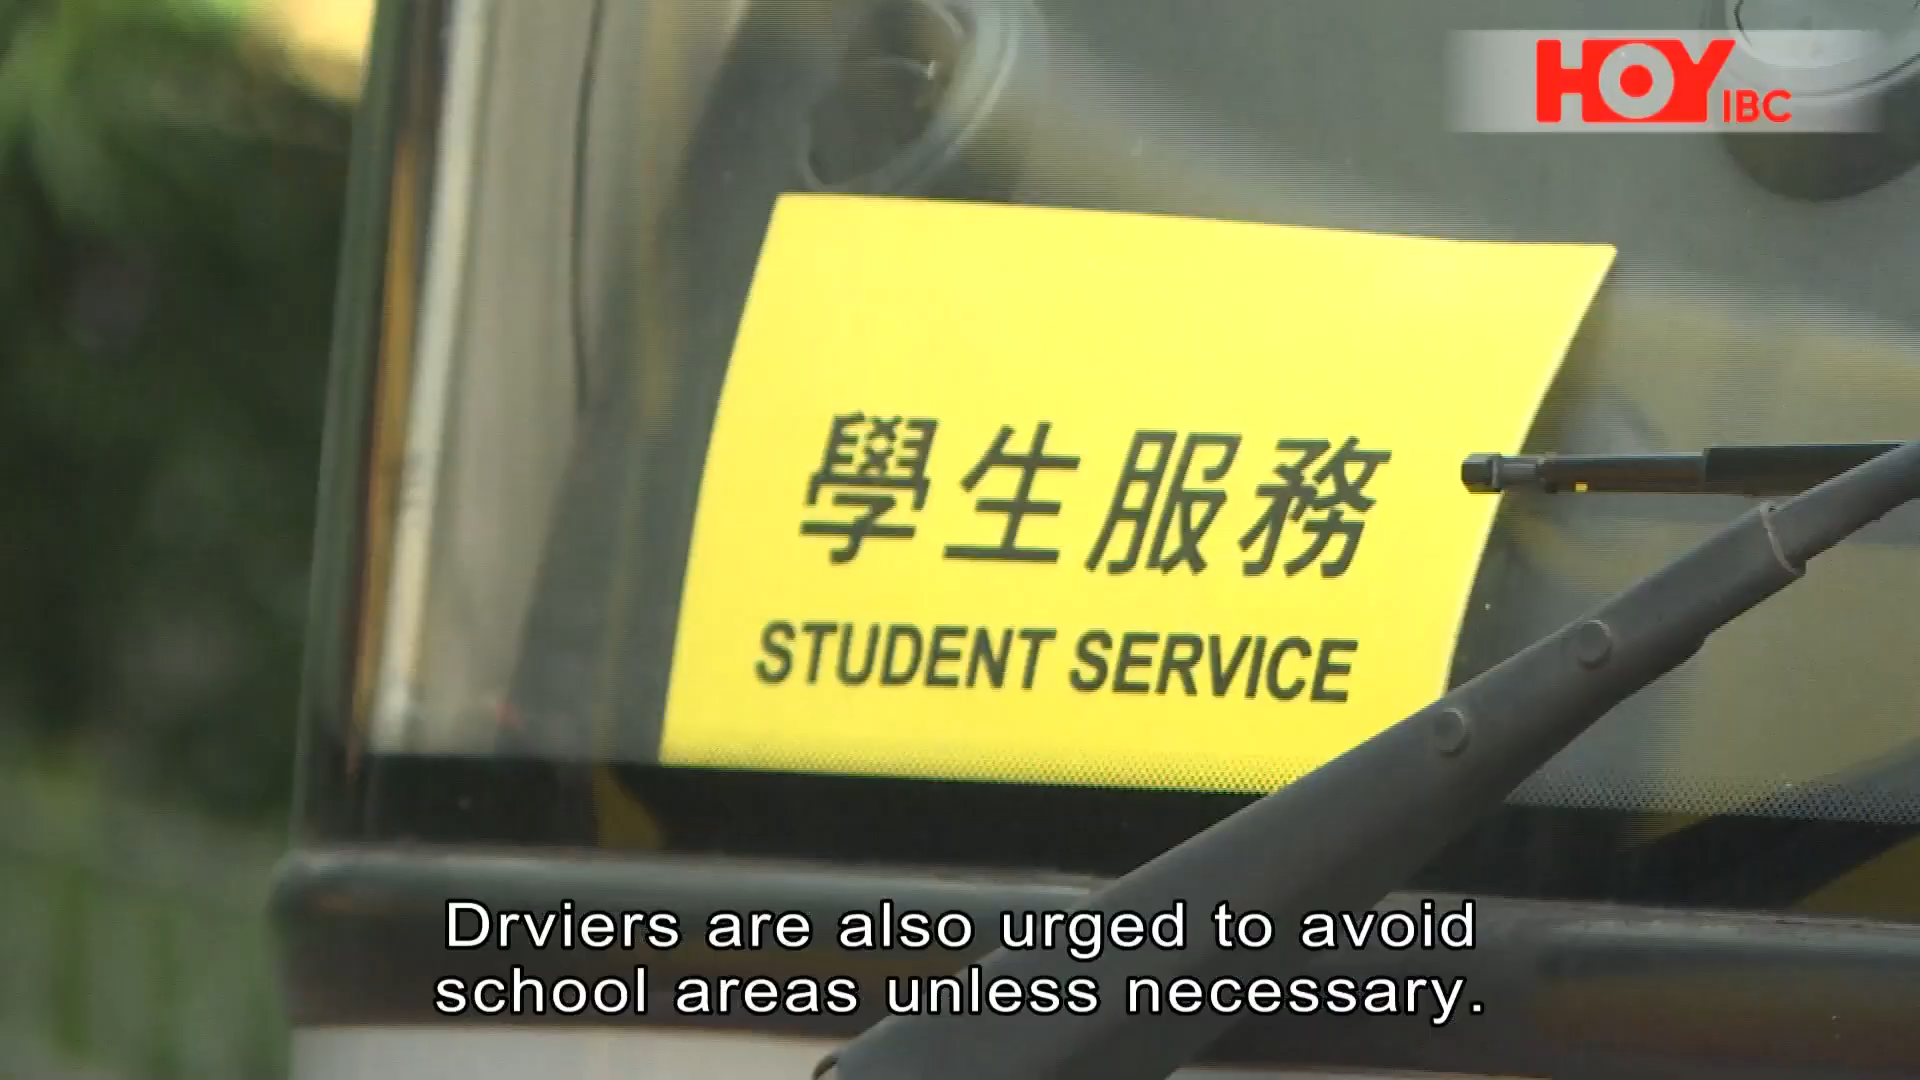 HOY IBC
學生服務
STUDENT SERVICE
Drviers are also urged to avoid
school areas unless necessary.